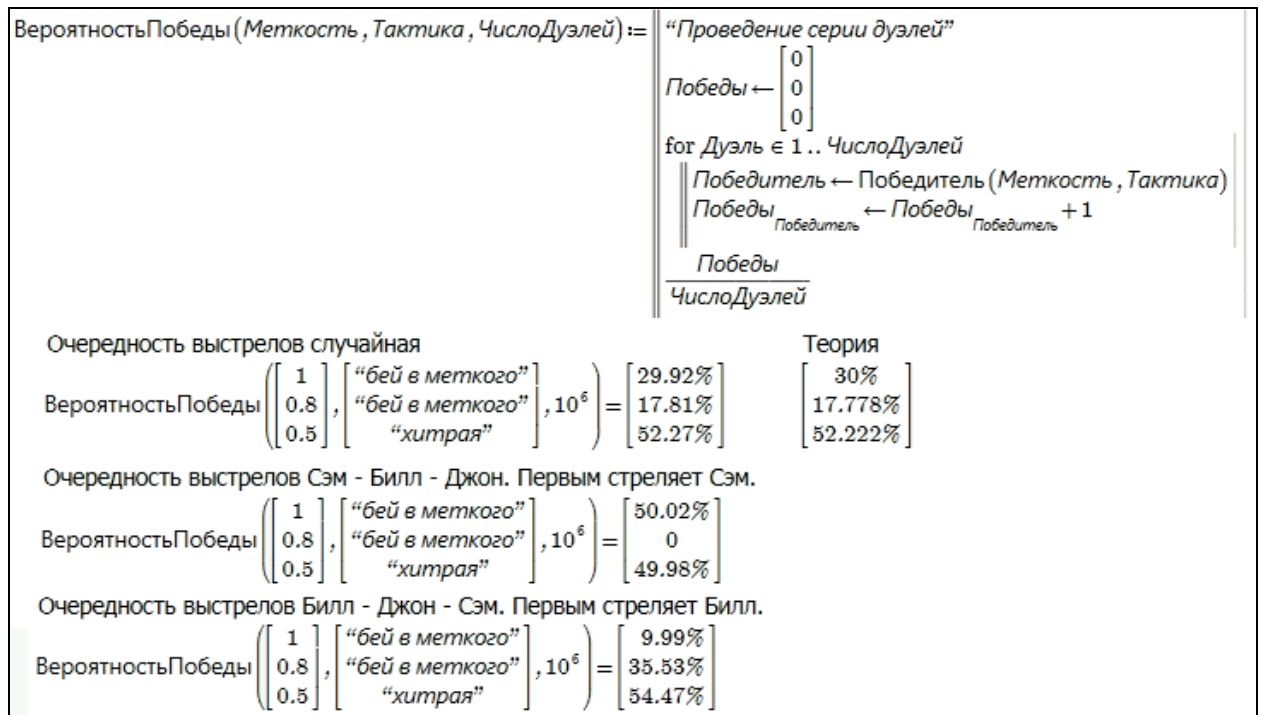 ВероятностьПобеды(Меткость, Тактика, ЧислоДуэлей):= “Проведение серии дуэлей”
Победы ← [0 0 0]
for Дуэль ∈ 1 .. ЧислоДуэлей
Победитель ← Победитель(Меткость, Тактика)
Победы Победитель ← Победы Победитель + 1
Победы
ЧислоДуэлей
Очередность выстрелов случайная Теория
ВероятностьПобеды([1 0.8 0.5], [“бей в меткого” “бей в меткого” “хитрая”], 10^6) = [29.92% 17.81% 52.27%] [30% 17.778% 52.222%]
Очередность выстрелов Сэм - Билл - Джон. Первым стреляет Сэм.
ВероятностьПобеды([1 0.8 0.5], [“бей в меткого” “бей в меткого” “хитрая”], 10^6) = [50.02% 0 49.98%]
Очередность выстрелов Билл - Джон - Сэм. Первым стреляет Билл.
ВероятностьПобеды([1 0.8 0.5], [“бей в меткого” “бей в меткого” “хитрая”], 10^6) = [9.99% 35.53% 54.47%]